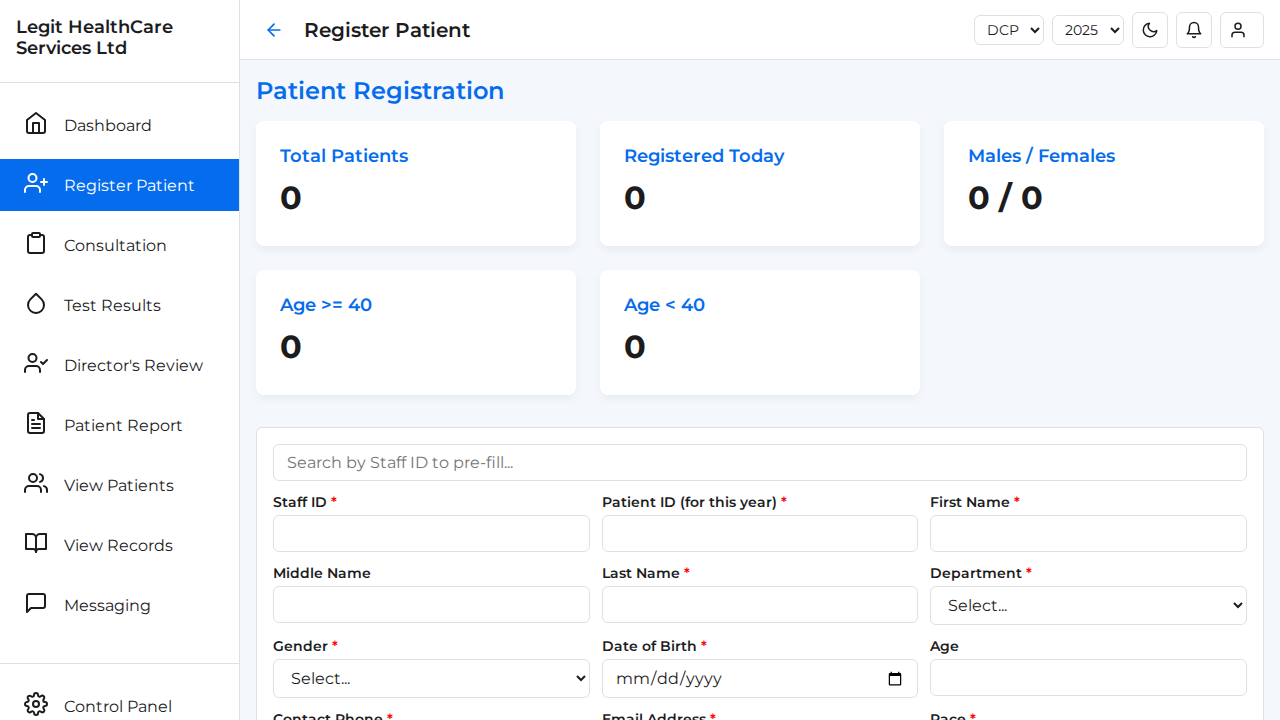 Legit HealthCare
Services Ltd
Register Patient
DCP
2025
Dashboard
Register Patient
Consultation
Test Results
Director's Review
Patient Report
View Patients
View Records
Messaging
Control Panel
Patient Registration
Total Patients
0
Registered Today
0
Males / Females
0 / 0
Age >= 40
0
Age < 40
0
Search by Staff ID to pre-fill...
Staff ID *
Patient ID (for this year) *
First Name *
Middle Name
Last Name *
Department *
Select...
Gender *
Date of Birth *
Age
Select...
mm/dd/yyyy
Contact Phone *
Email Address *
Race *